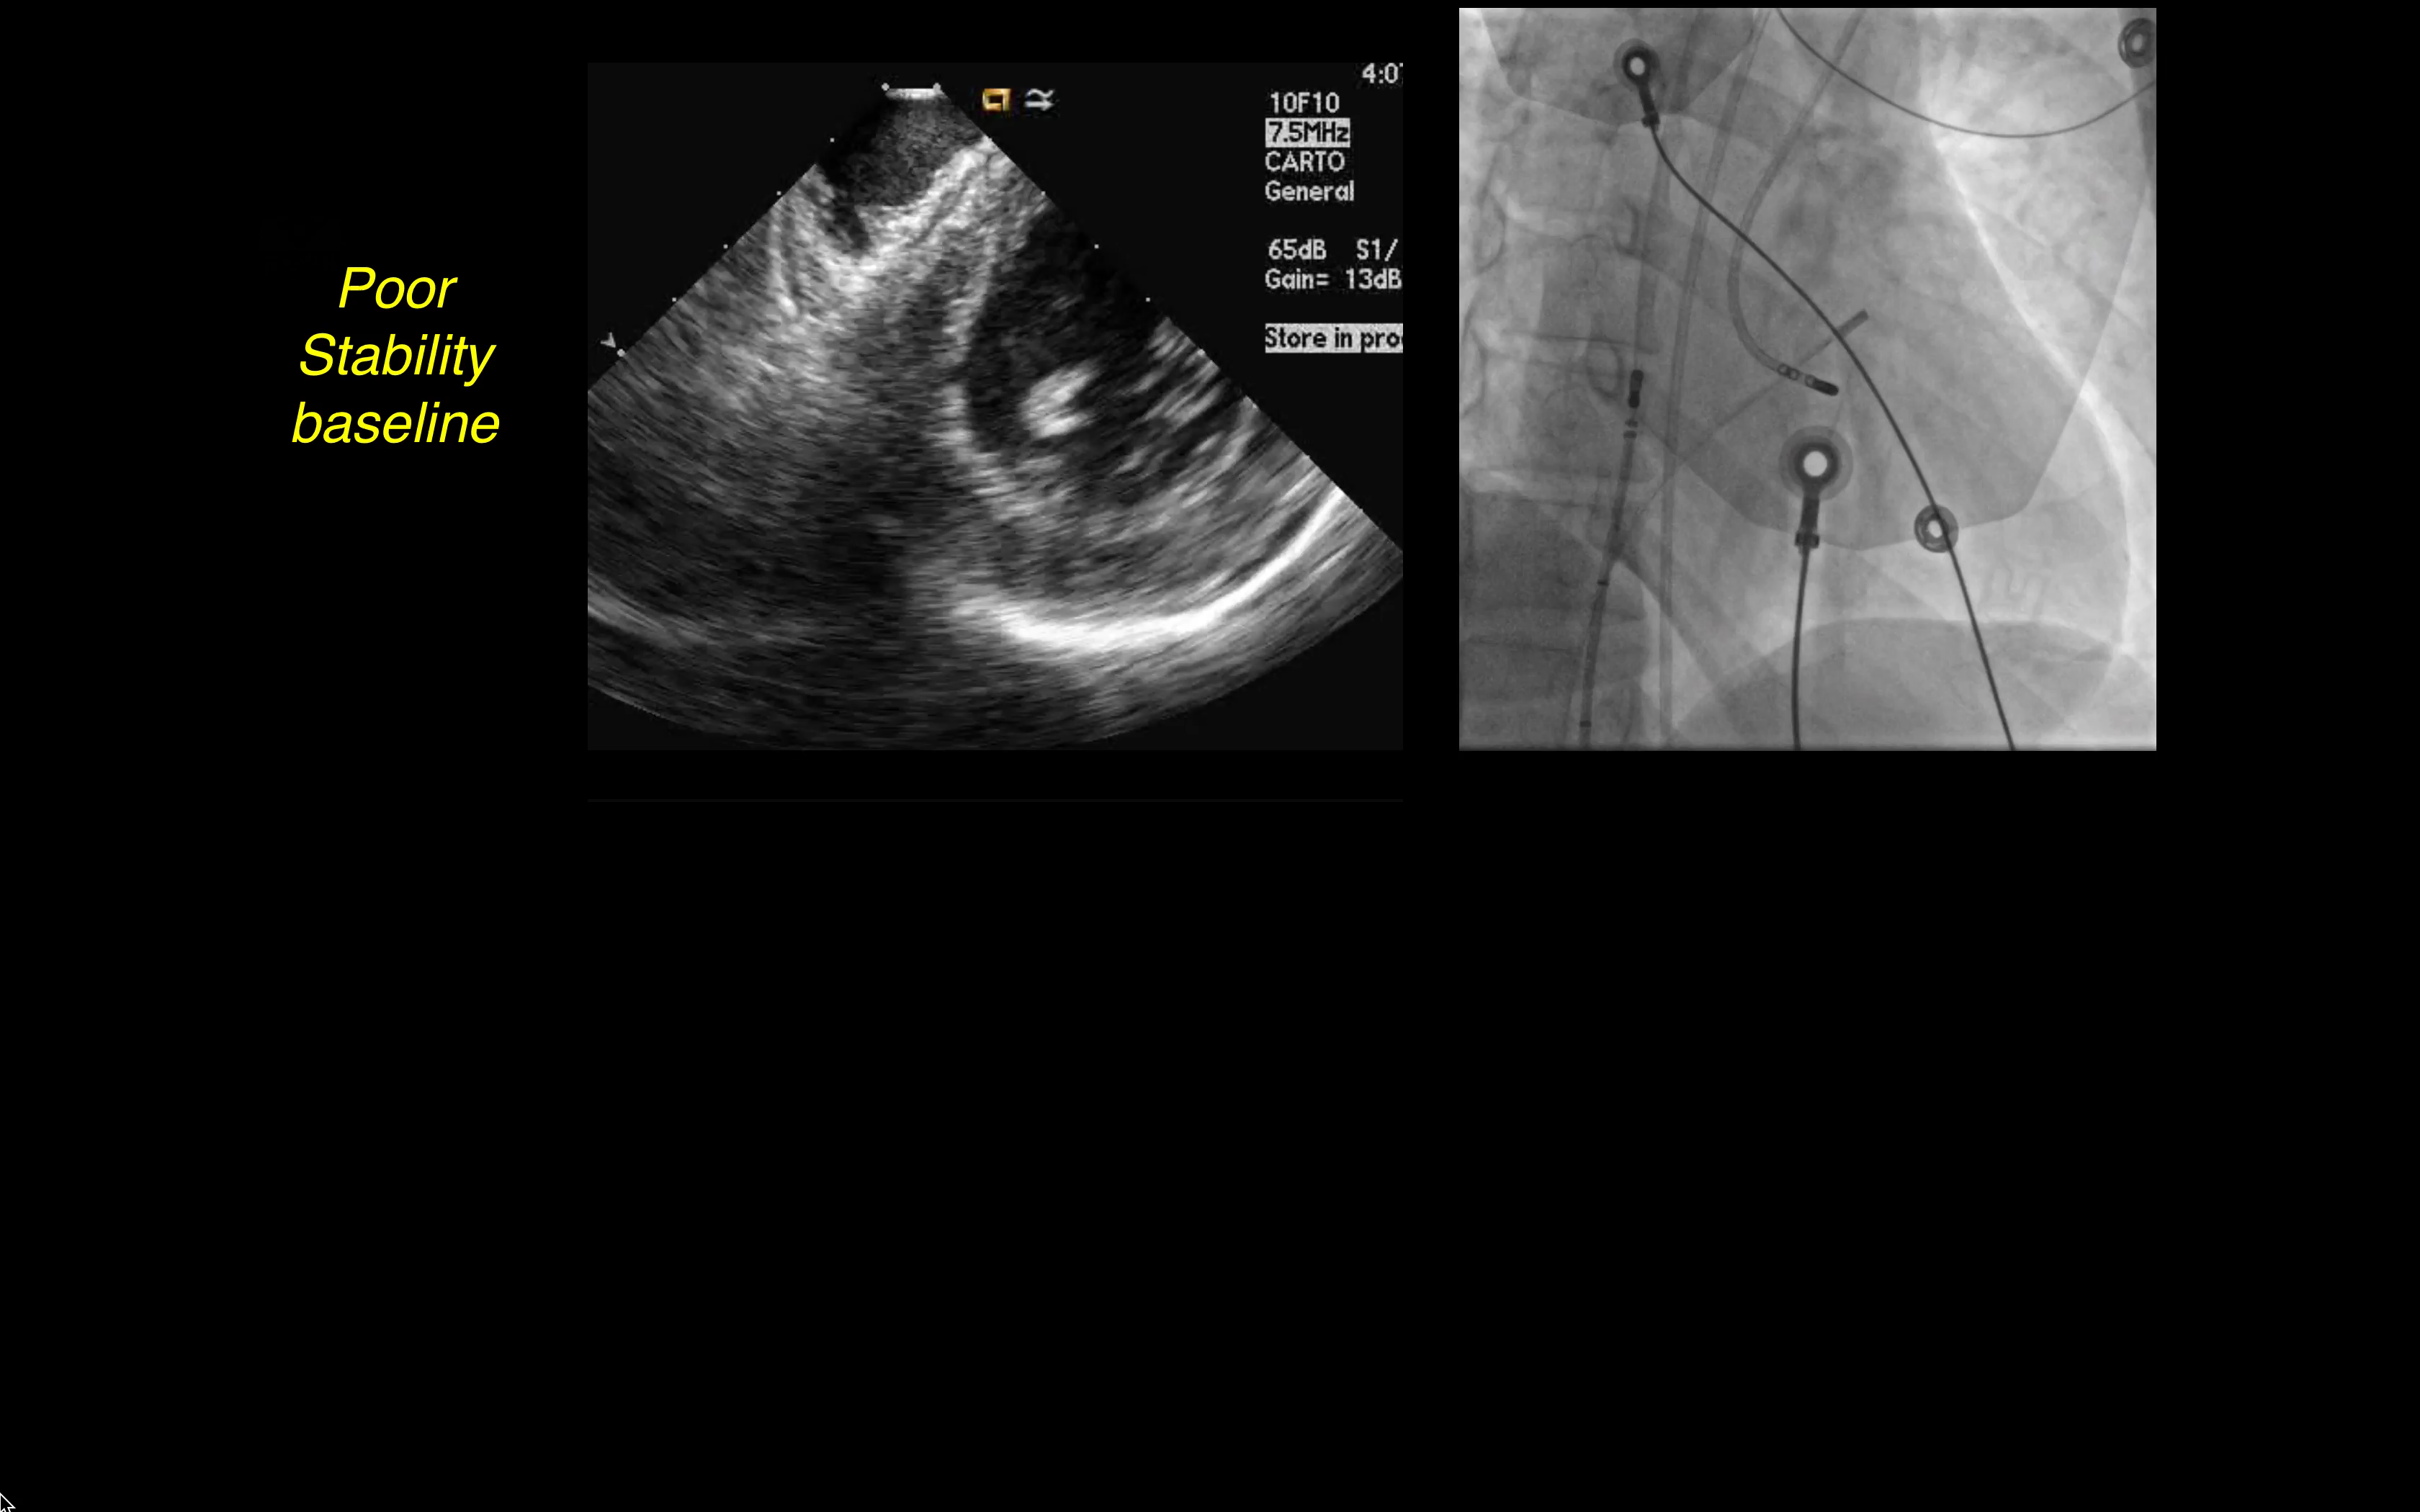 Poor
Stability
baseline
4:0
10F10
7.5MHz
CARTO
General
65dB S1/
Gain= 13dB
Store in pro